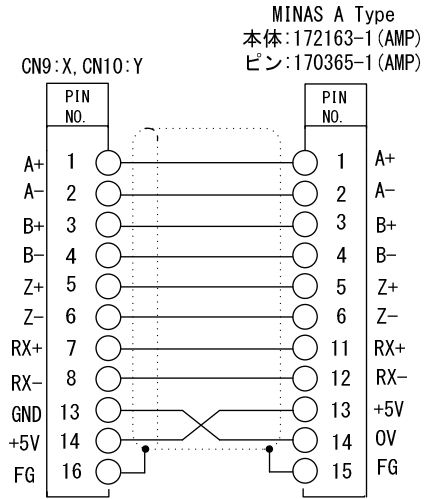 MINAS A Type
本体:172163-1(AMP)
ピン:170365-1(AMP)
CN9:X, CN10:Y
PIN NO.
PIN NO.
A+ 1 1 A+
A- 2 2 A-
B+ 3 3 B+
B- 4 4 B-
Z+ 5 5 Z+
Z- 6 6 Z-
RX+ 7 11 RX+
RX- 8 12 RX-
GND 13 13 +5V
+5V 14 14 0V
FG 16 15 FG